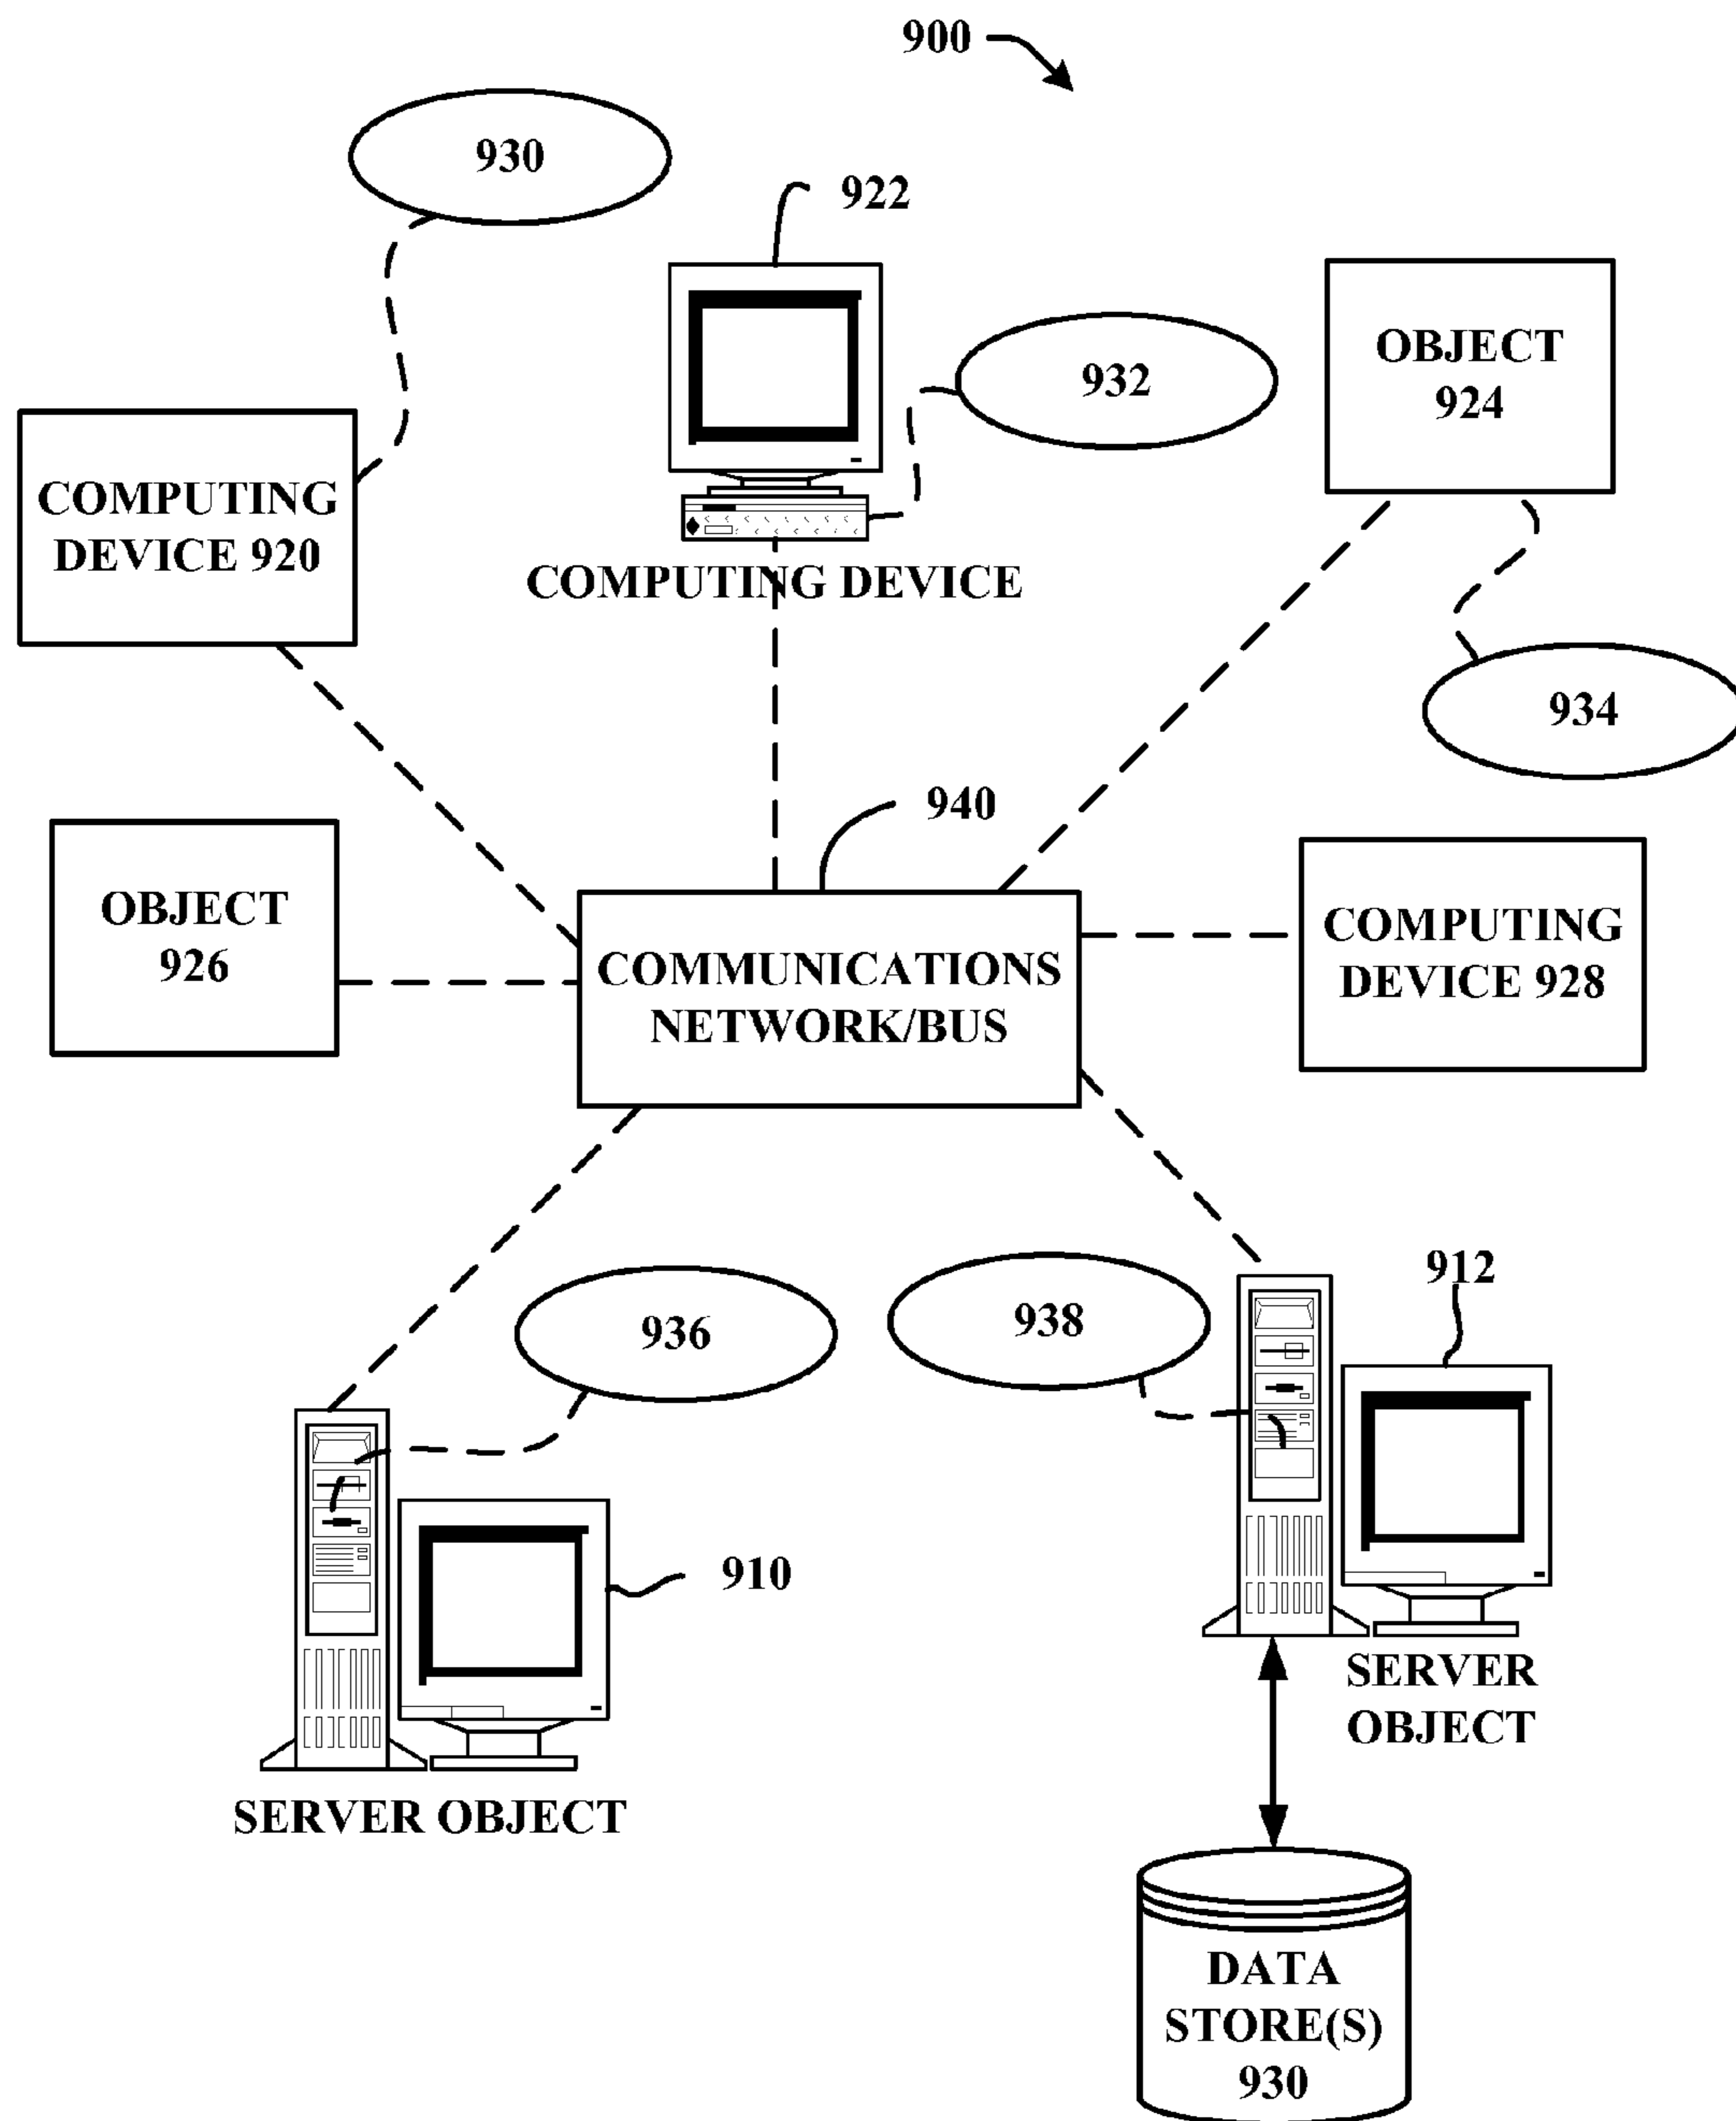 900
930
922
932
OBJECT
924
COMPUTING
DEVICE 920
COMPUTING DEVICE
934
940
OBJECT
926
COMMUNICATIONS
NETWORK/BUS
COMPUTING
DEVICE 928
936
938
912
910
SERVER
OBJECT
SERVER OBJECT
DATA
STORE(S)
930